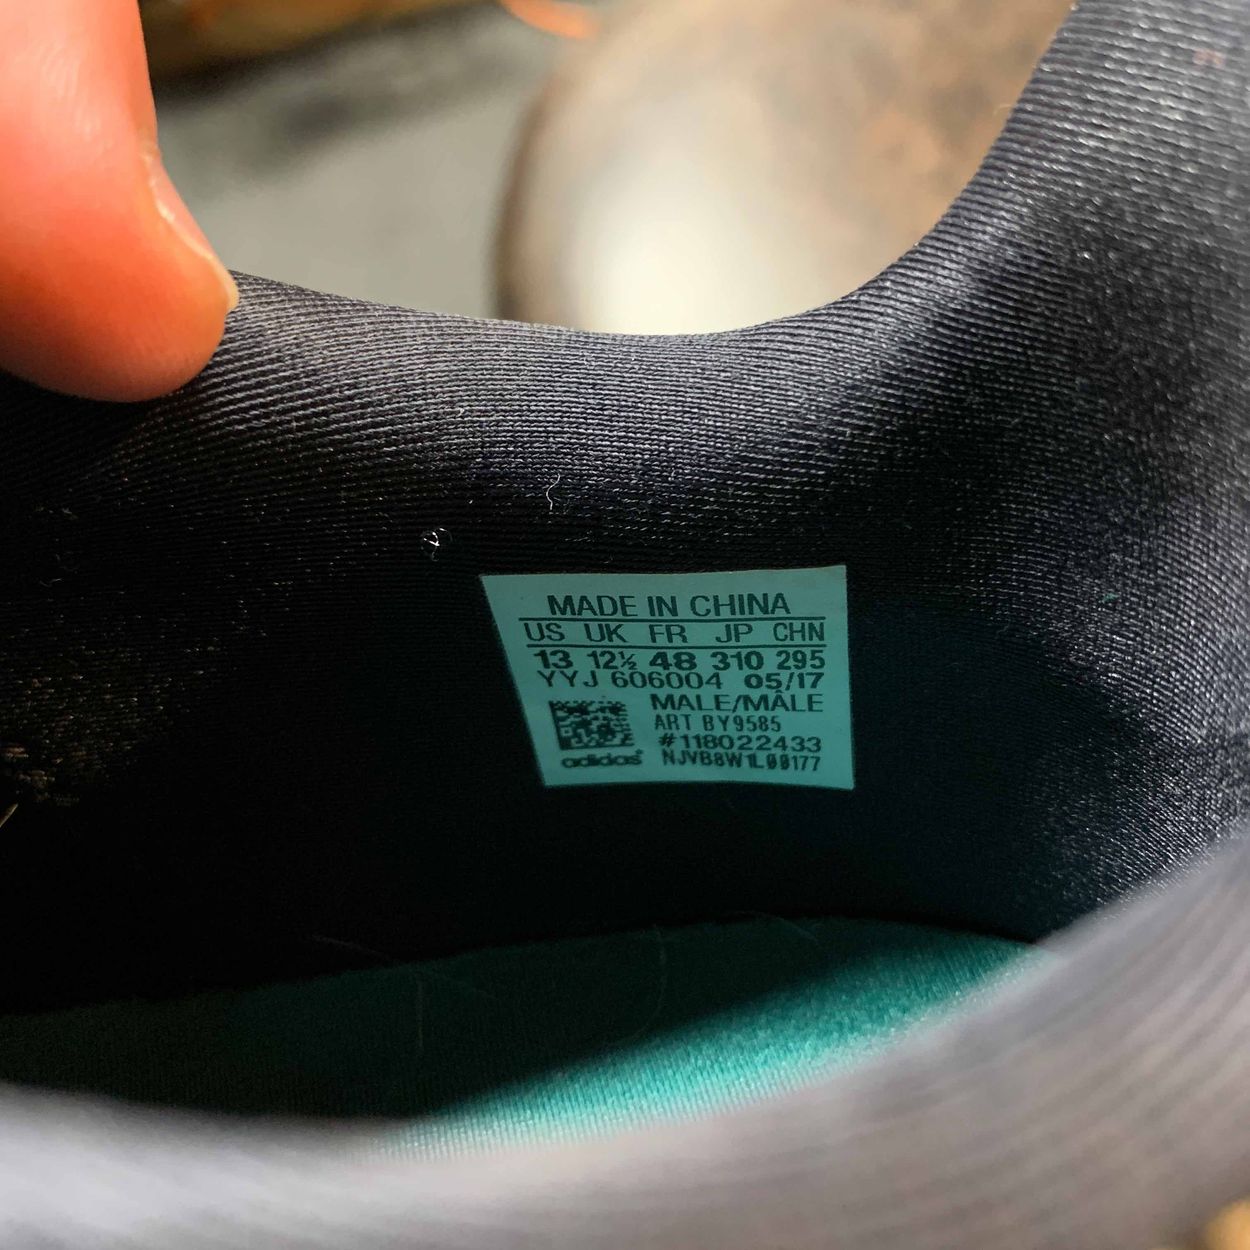 MADE IN CHINA
US UK FR JP CHN
13 12½ 48 310 295
YYJ 606004 05/17
MALE/MÂLE
ART BY9585
#118022433
adidas NJVB8W1L00177